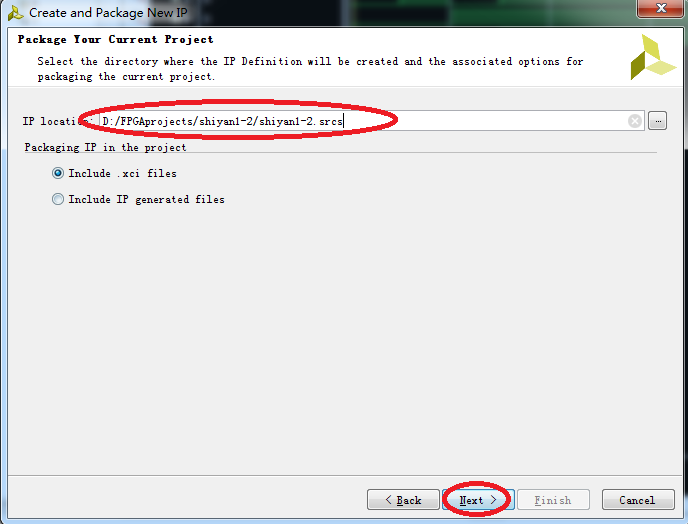 Create and Package New IP
Package Your Current Project
Select the directory where the IP Definition will be created and the associated options for
packaging the current project.
IP location: D:/FPGAprojects/shiyan1-2/shiyan1-2.srcs
Packaging IP in the project
Include .xci files
Include IP generated files
< Back Next > Finish Cancel